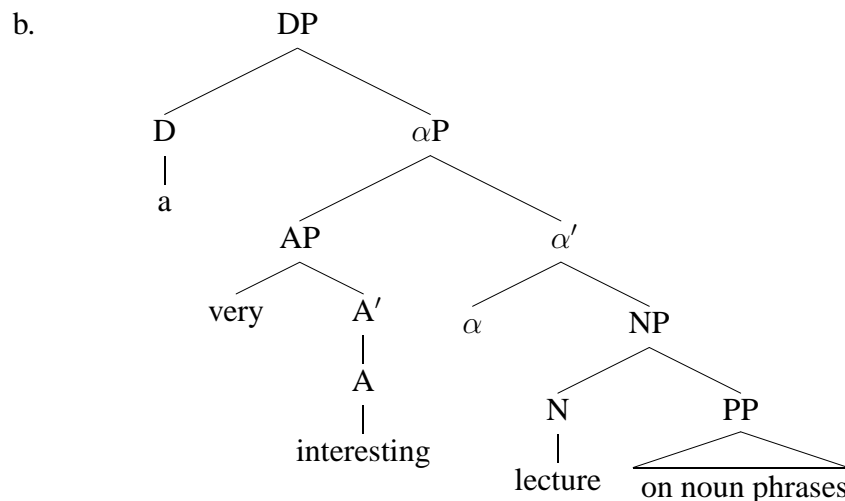 b. DP
D αP
a
AP α′
very A′ α NP
A N PP
interesting lecture on noun phrases